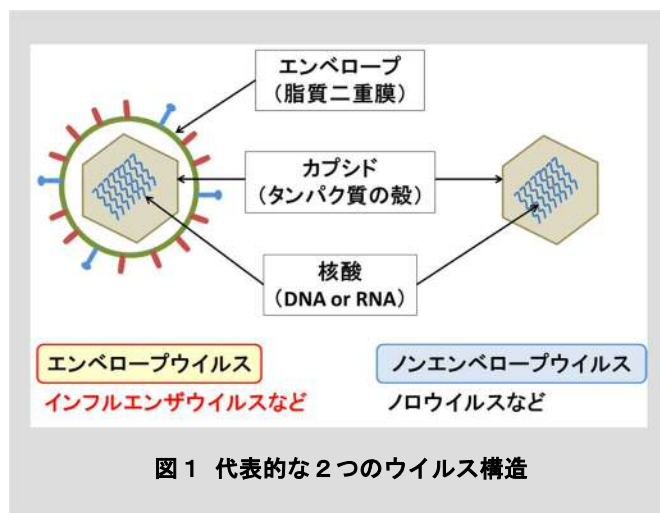 エンベロープ
（脂質二重膜）
カプシド
（タンパク質の殻）
核酸
（DNA or RNA）
エンベロープウイルス
ノンエンベロープウイルス
インフルエンザウイルスなど
ノロウイルスなど
図１ 代表的な２つのウイルス構造